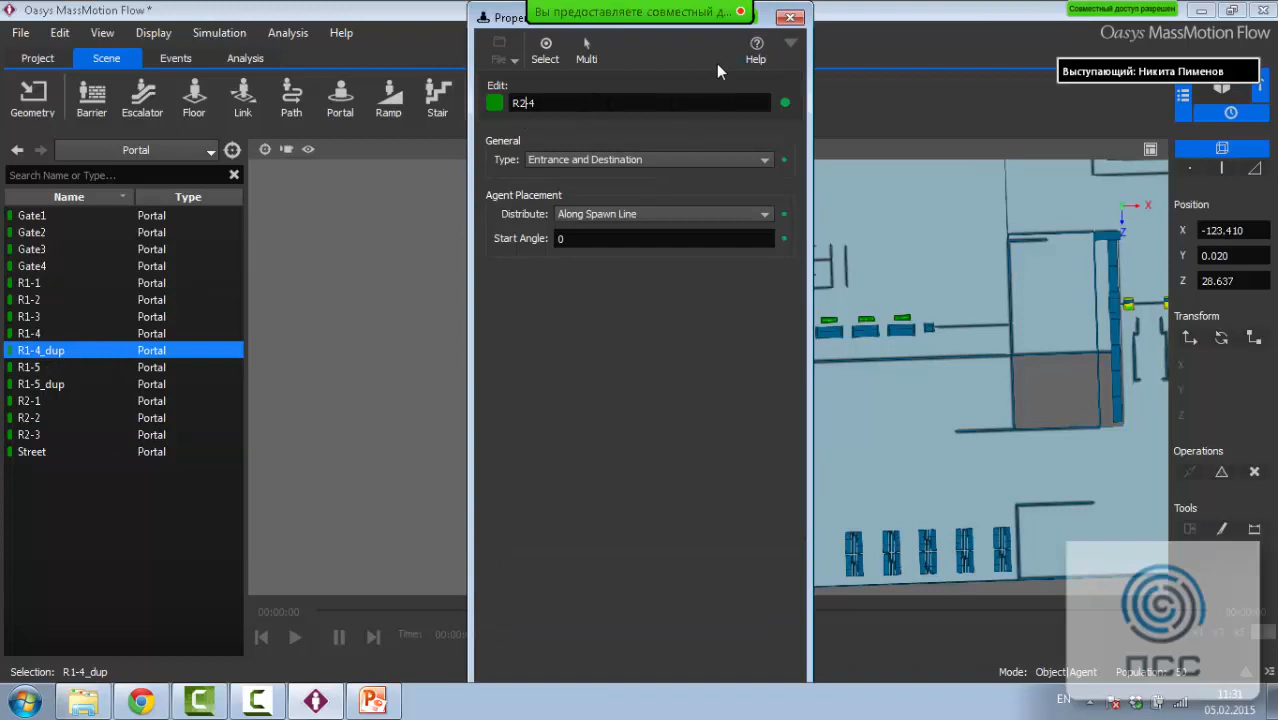 Oasys MassMotion Flow *
Proper
Вы предоставляете совместный д...
Совместный доступ разрешен
File Edit View Display Simulation Analysis Help
Oasys MassMotion Flow
Project Scene Events Analysis
File Select Multi Help
Выступающий: Никита Пименов
Geometry Barrier Escalator Floor Link Path Portal Ramp Stair
Edit:
R2-4
Portal
General
Type: Entrance and Destination
Search Name or Type...
Name Type
Agent Placement
Distribute: Along Spawn Line
Start Angle: 0
Gate1 Portal
Gate2 Portal
Gate3 Portal
Gate4 Portal
R1-1 Portal
R1-2 Portal
R1-3 Portal
R1-4 Portal
R1-4_dup Portal
R1-5 Portal
R1-5_dup Portal
R2-1 Portal
R2-2 Portal
R2-3 Portal
Street Portal
X
Z
Position
X -123.410
Y 0.020
Z 28.637
Transform
X
Y
Z
Operations
Tools
00:00:00
Time: 00:00:0
Selection: R1-4_dup
Mode: Object|Agent Population:
ПСС
EN
11:31
05.02.2015